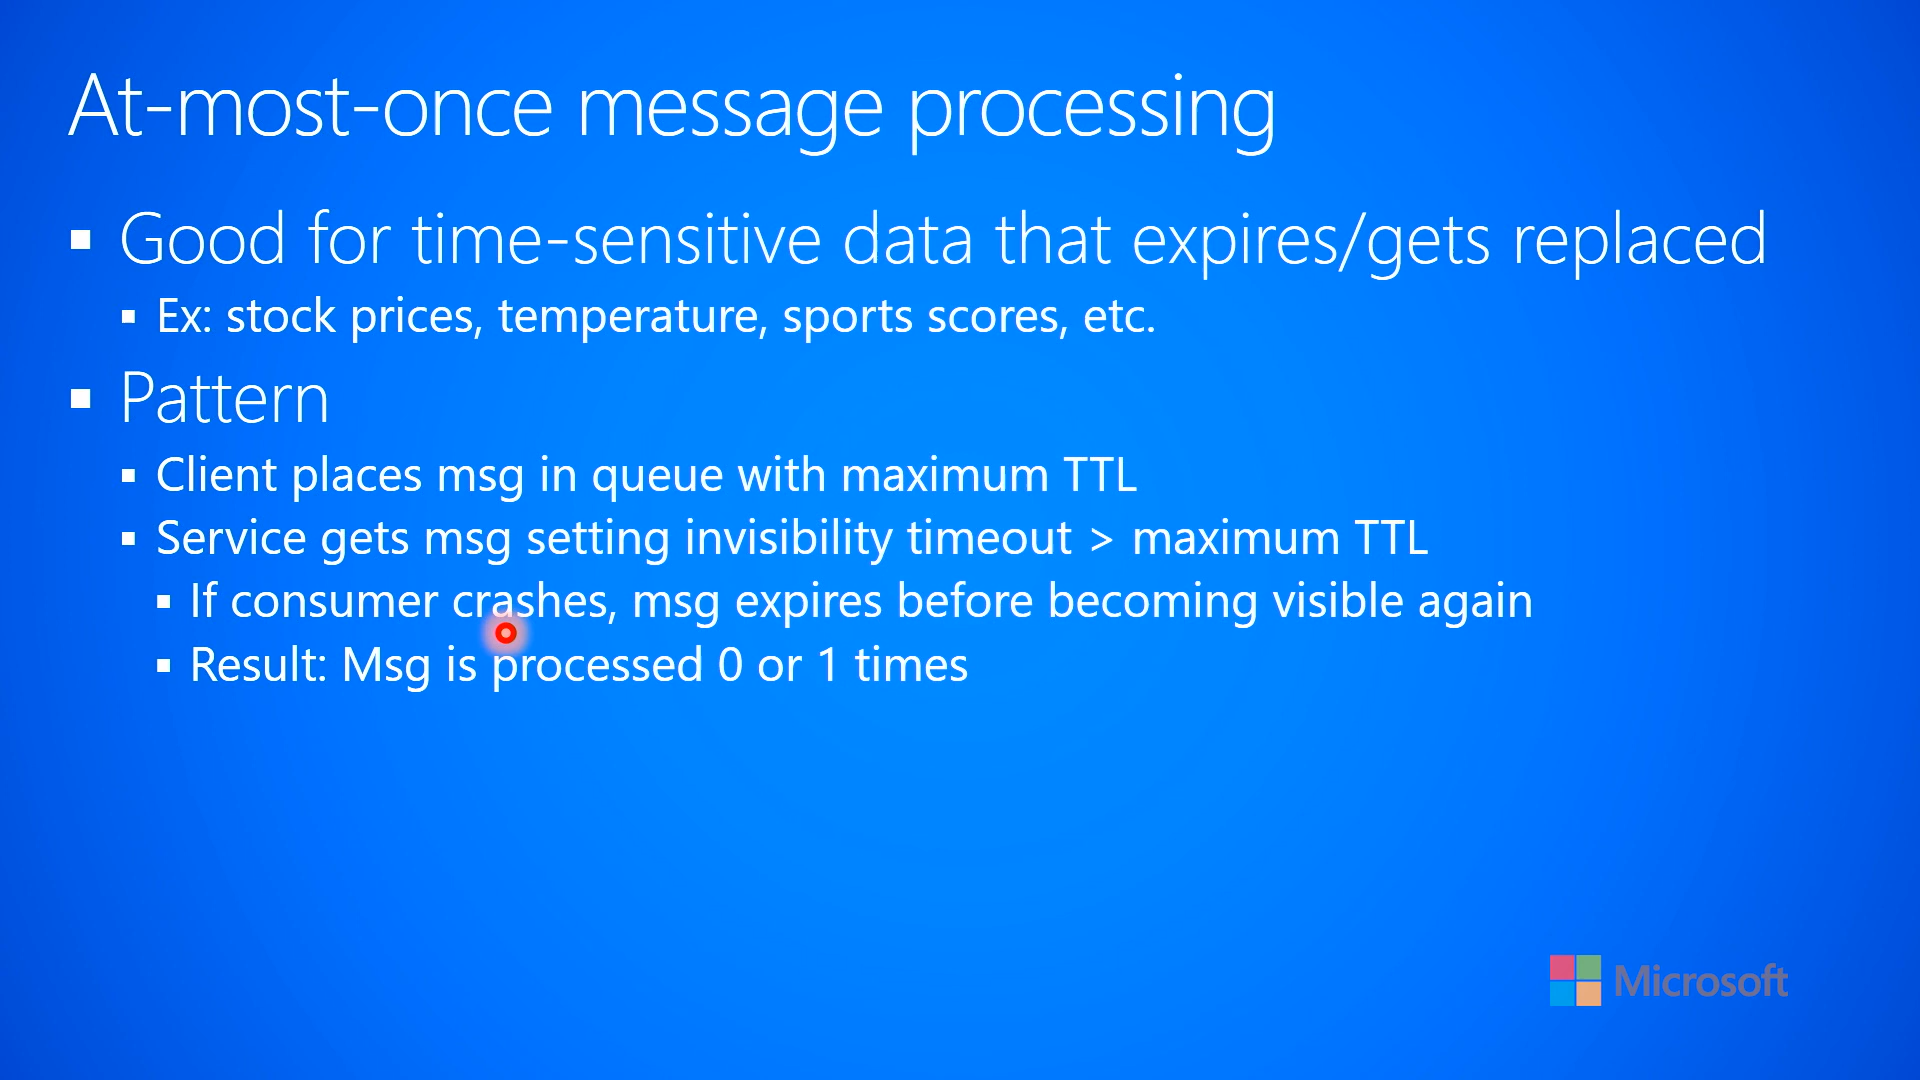 At-most-once message processing
Good for time-sensitive data that expires/gets replaced
Ex: stock prices, temperature, sports scores, etc.
Pattern
Client places msg in queue with maximum TTL
Service gets msg setting invisibility timeout > maximum TTL
If consumer crashes, msg expires before becoming visible again
Result: Msg is processed 0 or 1 times
Microsoft